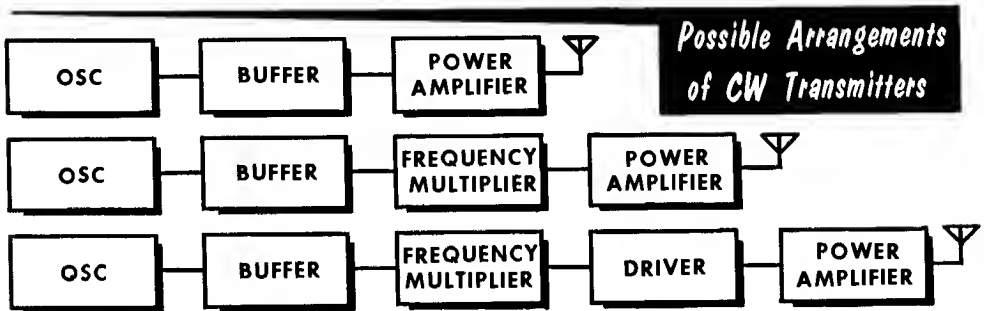 Possible Arrangements
of CW Transmitters
OSC
BUFFER
POWER
AMPLIFIER
OSC
BUFFER
FREQUENCY
MULTIPLIER
POWER
AMPLIFIER
OSC
BUFFER
FREQUENCY
MULTIPLIER
DRIVER
POWER
AMPLIFIER